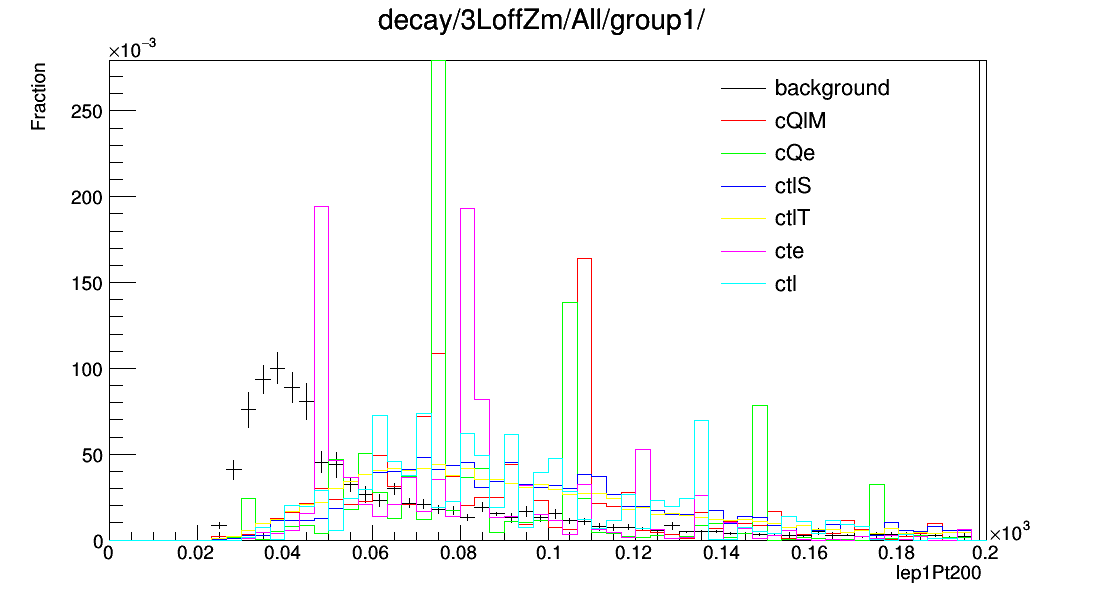 decay/3LoffZm/All/group1/
×10⁻³
Fraction
250
200
150
100
50
0
background
cQlM
cQe
ctlS
ctlT
cte
ctl
0 0.02 0.04 0.06 0.08 0.1 0.12 0.14 0.16 0.18 0.2
×10³
lep1Pt200